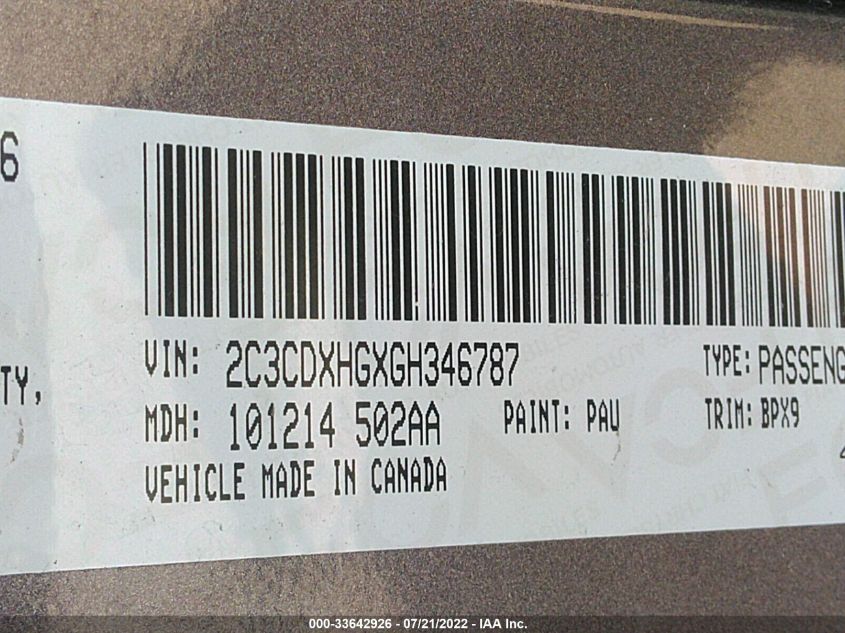 6
TY,
VIN: 2C3CDXHGXGH346787
TYPE: PASSENG
MDH: 101214 502AA
PAINT: PAU
TRIM: BPX9
VEHICLE MADE IN CANADA
000-33642926 - 07/21/2022 - IAA Inc.